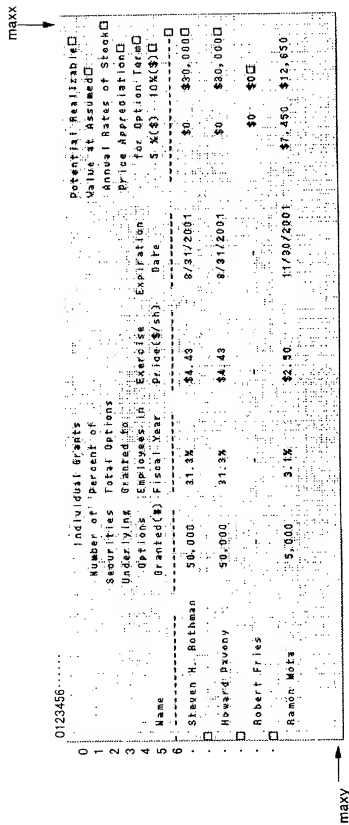 maxx
0123456......
0 Individual Grants Potential Realizable
1 Number of Percent of Value at Assumed
2 Securities Total Options Annual Rates of Stock
3 Underlying Granted to Price Appreciation
4 Options Employees in Exercise Expiration for Option Term
5 Name Granted(#) Fiscal Year Price($/sh) Date 5 %($) 10%($)
6
Steven H. Rothman 50,000 31.3% $4.43 8/31/2001 $0 $30,000
Howard Pavony 50,000 31.3% $4.43 8/31/2001 $0 $30,000
Robert Fries - - - - $0 $0
Ramon Mota 5,000 3.1% $2.50 11/30/2001 $7,450 $12,650
maxy